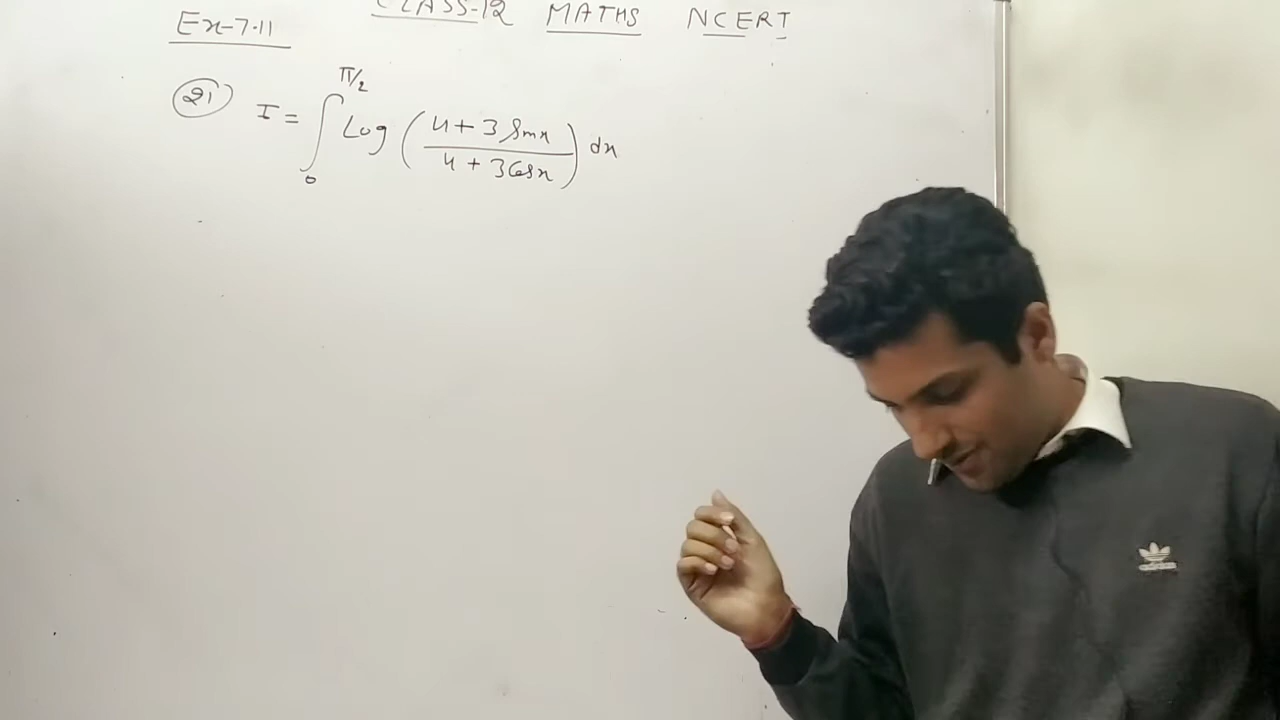 CLASS-12 MATHS NCERT
Ex-7.11
21) I = ∫₀^π/2 Log ( (4+3 Sinx) / (4+3Cosx) ) dx